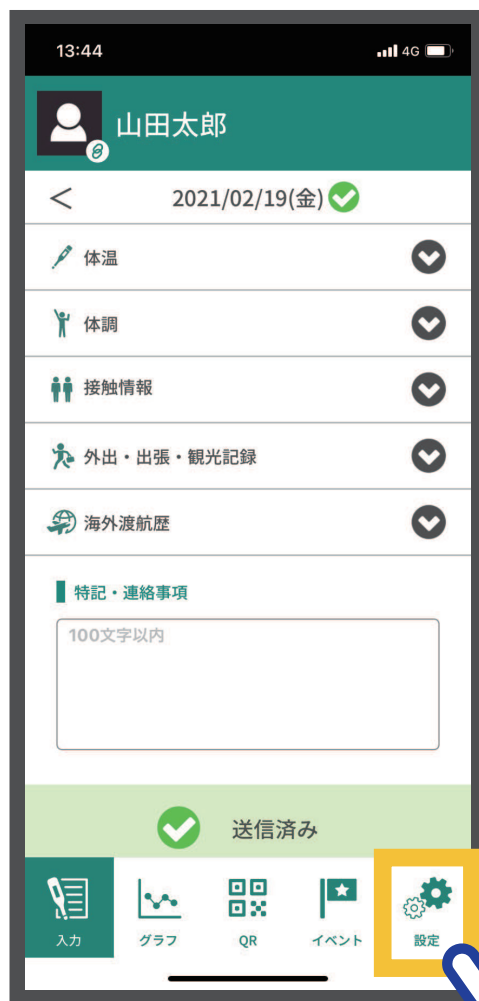 13:44
4G
山田太郎
< 2021/02/19(金)
体温
体調
接触情報
外出・出張・観光記録
海外渡航歴
特記・連絡事項
100文字以内
送信済み
入力 グラフ QR イベント 設定